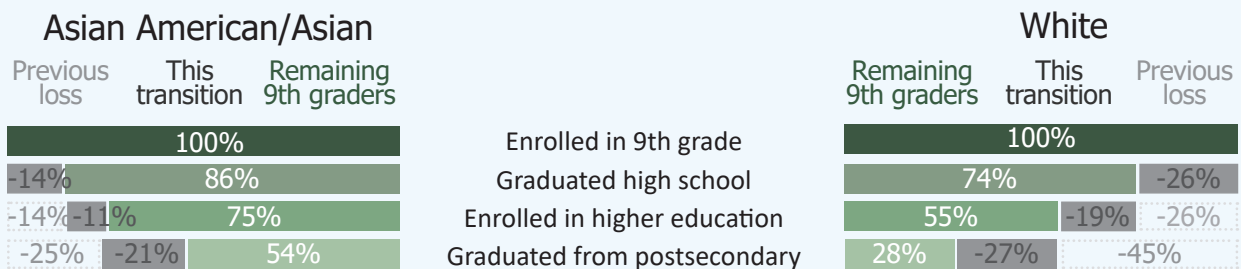 Asian American/Asian White
Previous loss This transition Remaining 9th graders Remaining 9th graders This transition Previous loss
100% Enrolled in 9th grade 100%
-14% 86% Graduated high school 74% -26%
-14% -11% 75% Enrolled in higher education 55% -19% -26%
-25% -21% 54% Graduated from postsecondary 28% -27% -45%